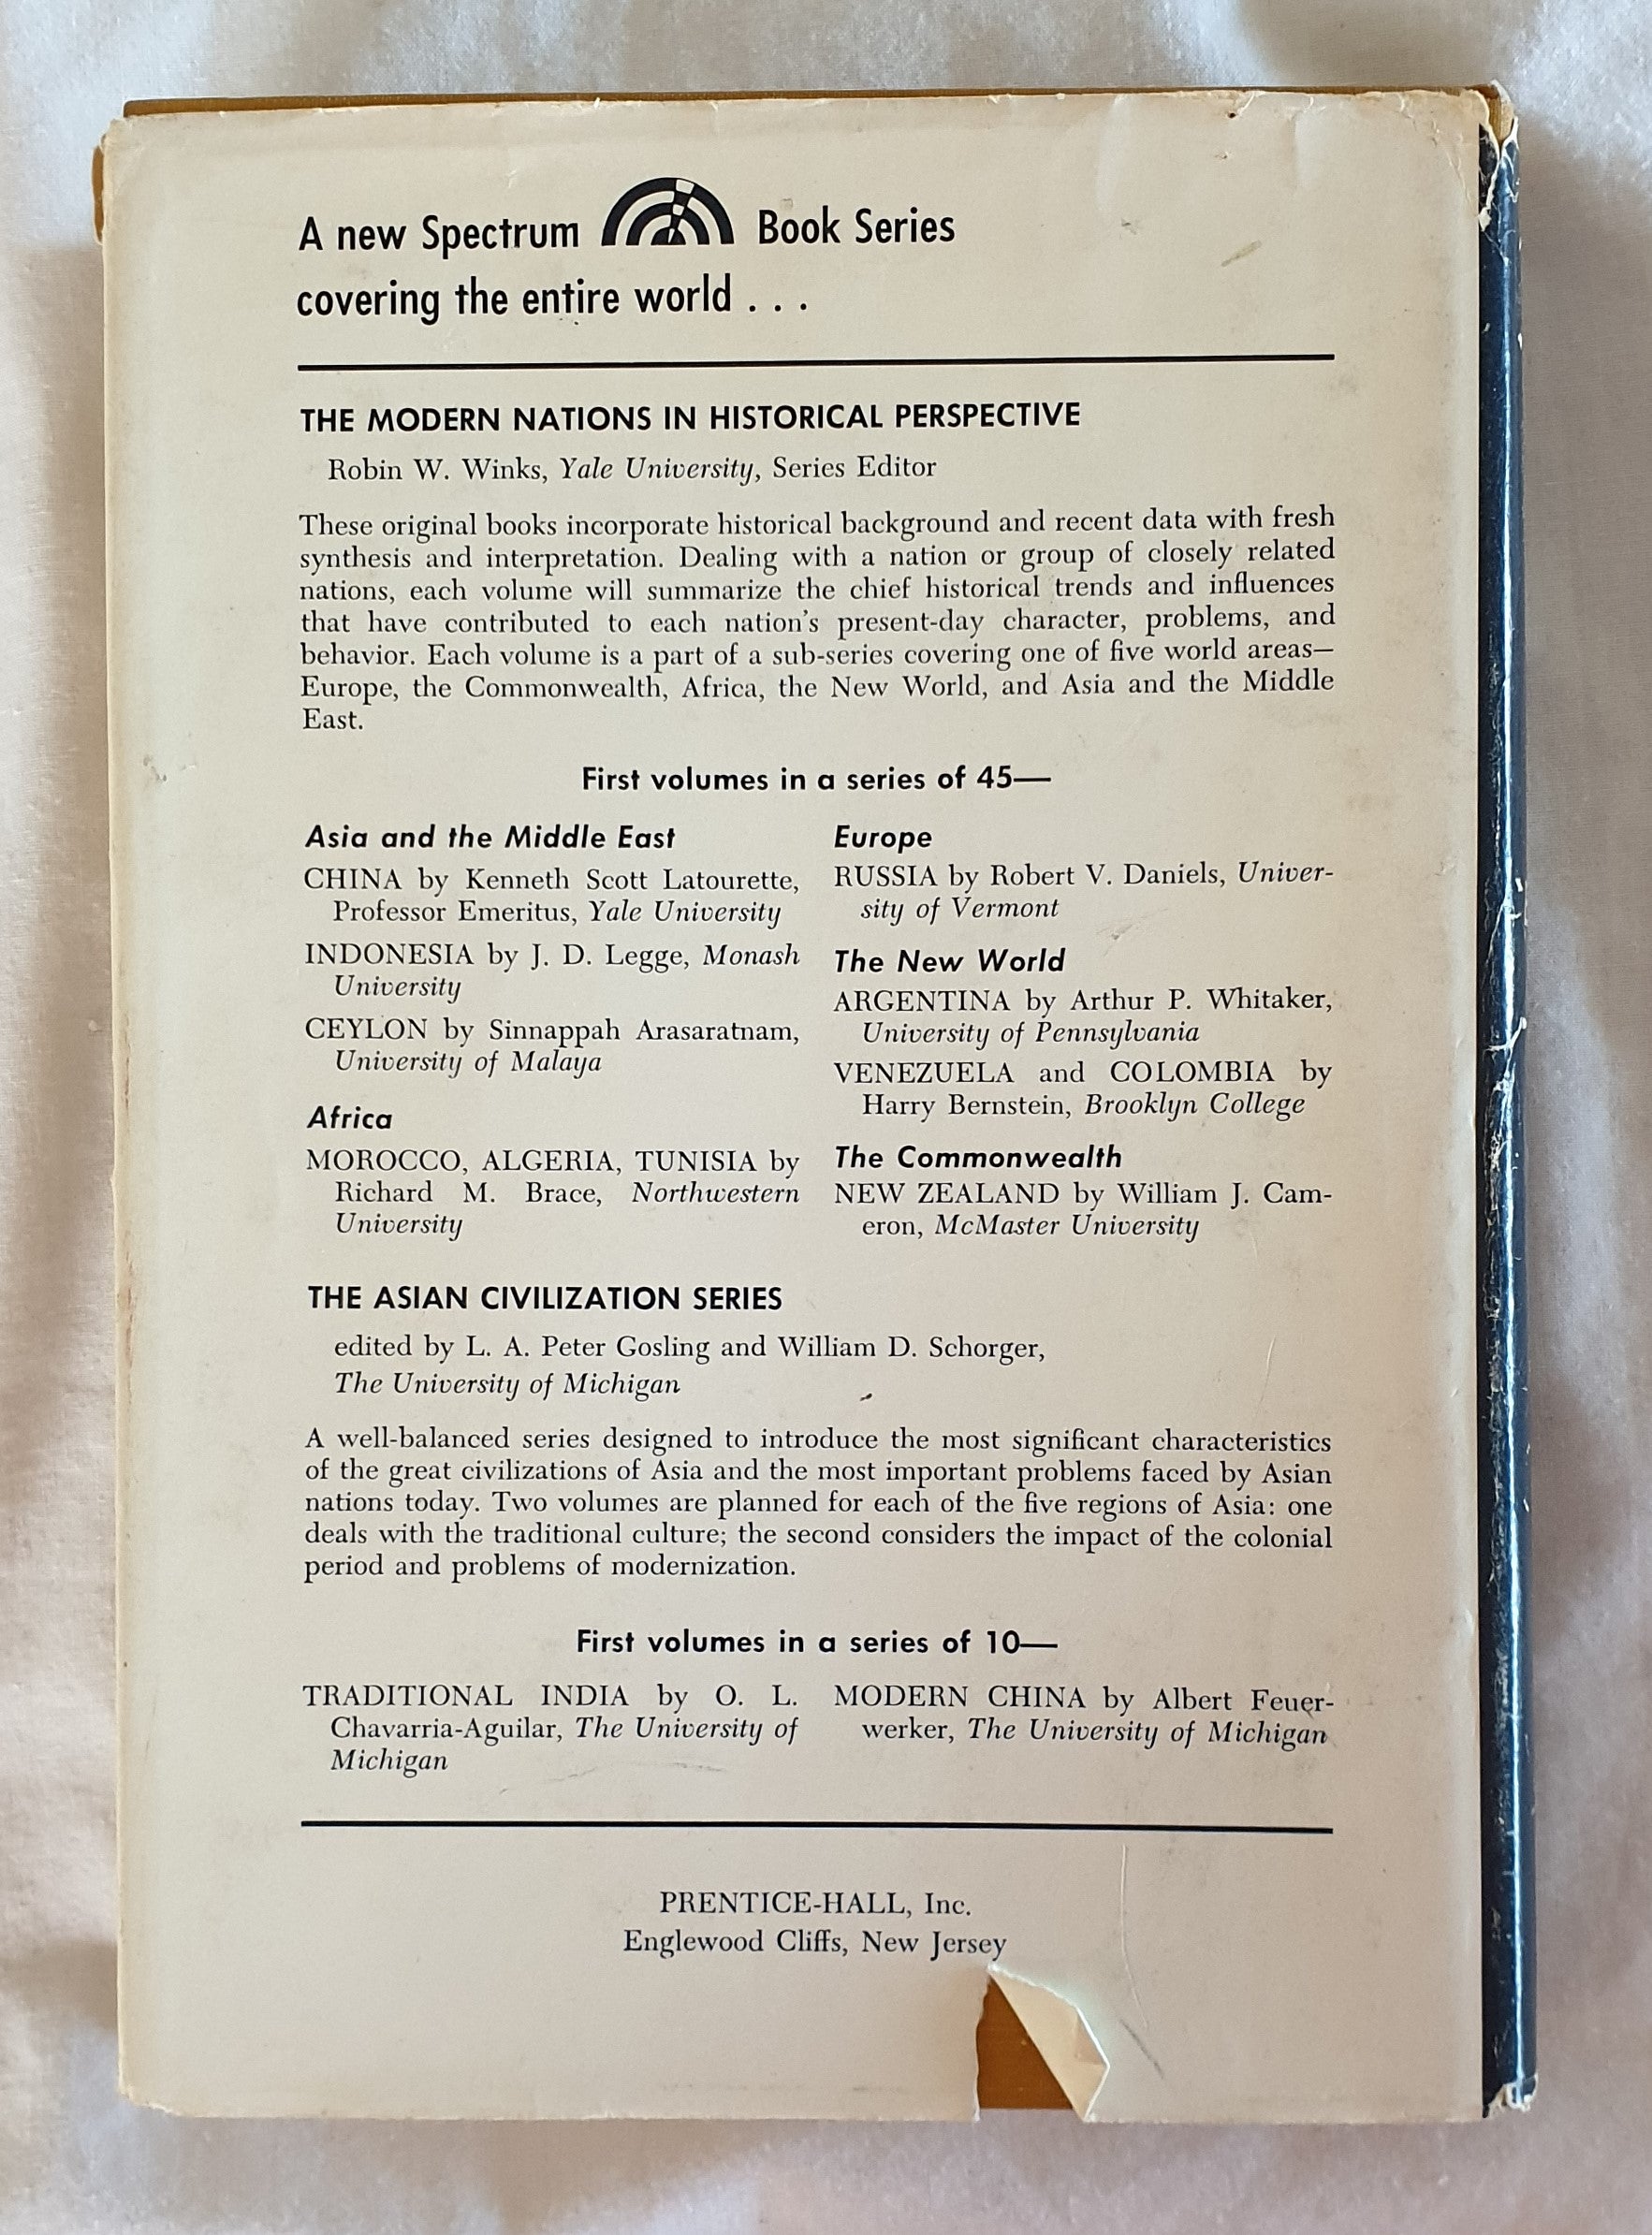 A new Spectrum Book Series
covering the entire world . . .
THE MODERN NATIONS IN HISTORICAL PERSPECTIVE
Robin W. Winks, Yale University, Series Editor
These original books incorporate historical background and recent data with fresh
synthesis and interpretation. Dealing with a nation or group of closely related
nations, each volume will summarize the chief historical trends and influences
that have contributed to each nation's present-day character, problems, and
behavior. Each volume is a part of a sub-series covering one of five world areas—
Europe, the Commonwealth, Africa, the New World, and Asia and the Middle
East.
First volumes in a series of 45—
Asia and the Middle East
CHINA by Kenneth Scott Latourette,
Professor Emeritus, Yale University
INDONESIA by J. D. Legge, Monash
University
CEYLON by Sinnappah Arasaratnam,
University of Malaya
Africa
MOROCCO, ALGERIA, TUNISIA by
Richard M. Brace, Northwestern
University
Europe
RUSSIA by Robert V. Daniels, Univer-
sity of Vermont
The New World
ARGENTINA by Arthur P. Whitaker,
University of Pennsylvania
VENEZUELA and COLOMBIA by
Harry Bernstein, Brooklyn College
The Commonwealth
NEW ZEALAND by William J. Cam-
eron, McMaster University
THE ASIAN CIVILIZATION SERIES
edited by L. A. Peter Gosling and William D. Schorger,
The University of Michigan
A well-balanced series designed to introduce the most significant characteristics
of the great civilizations of Asia and the most important problems faced by Asian
nations today. Two volumes are planned for each of the five regions of Asia: one
deals with the traditional culture; the second considers the impact of the colonial
period and problems of modernization.
First volumes in a series of 10—
TRADITIONAL INDIA by O. L.
Chavarria-Aguilar, The University of
Michigan
MODERN CHINA by Albert Feuer-
werker, The University of Michigan
PRENTICE-HALL, Inc.
Englewood Cliffs, New Jersey